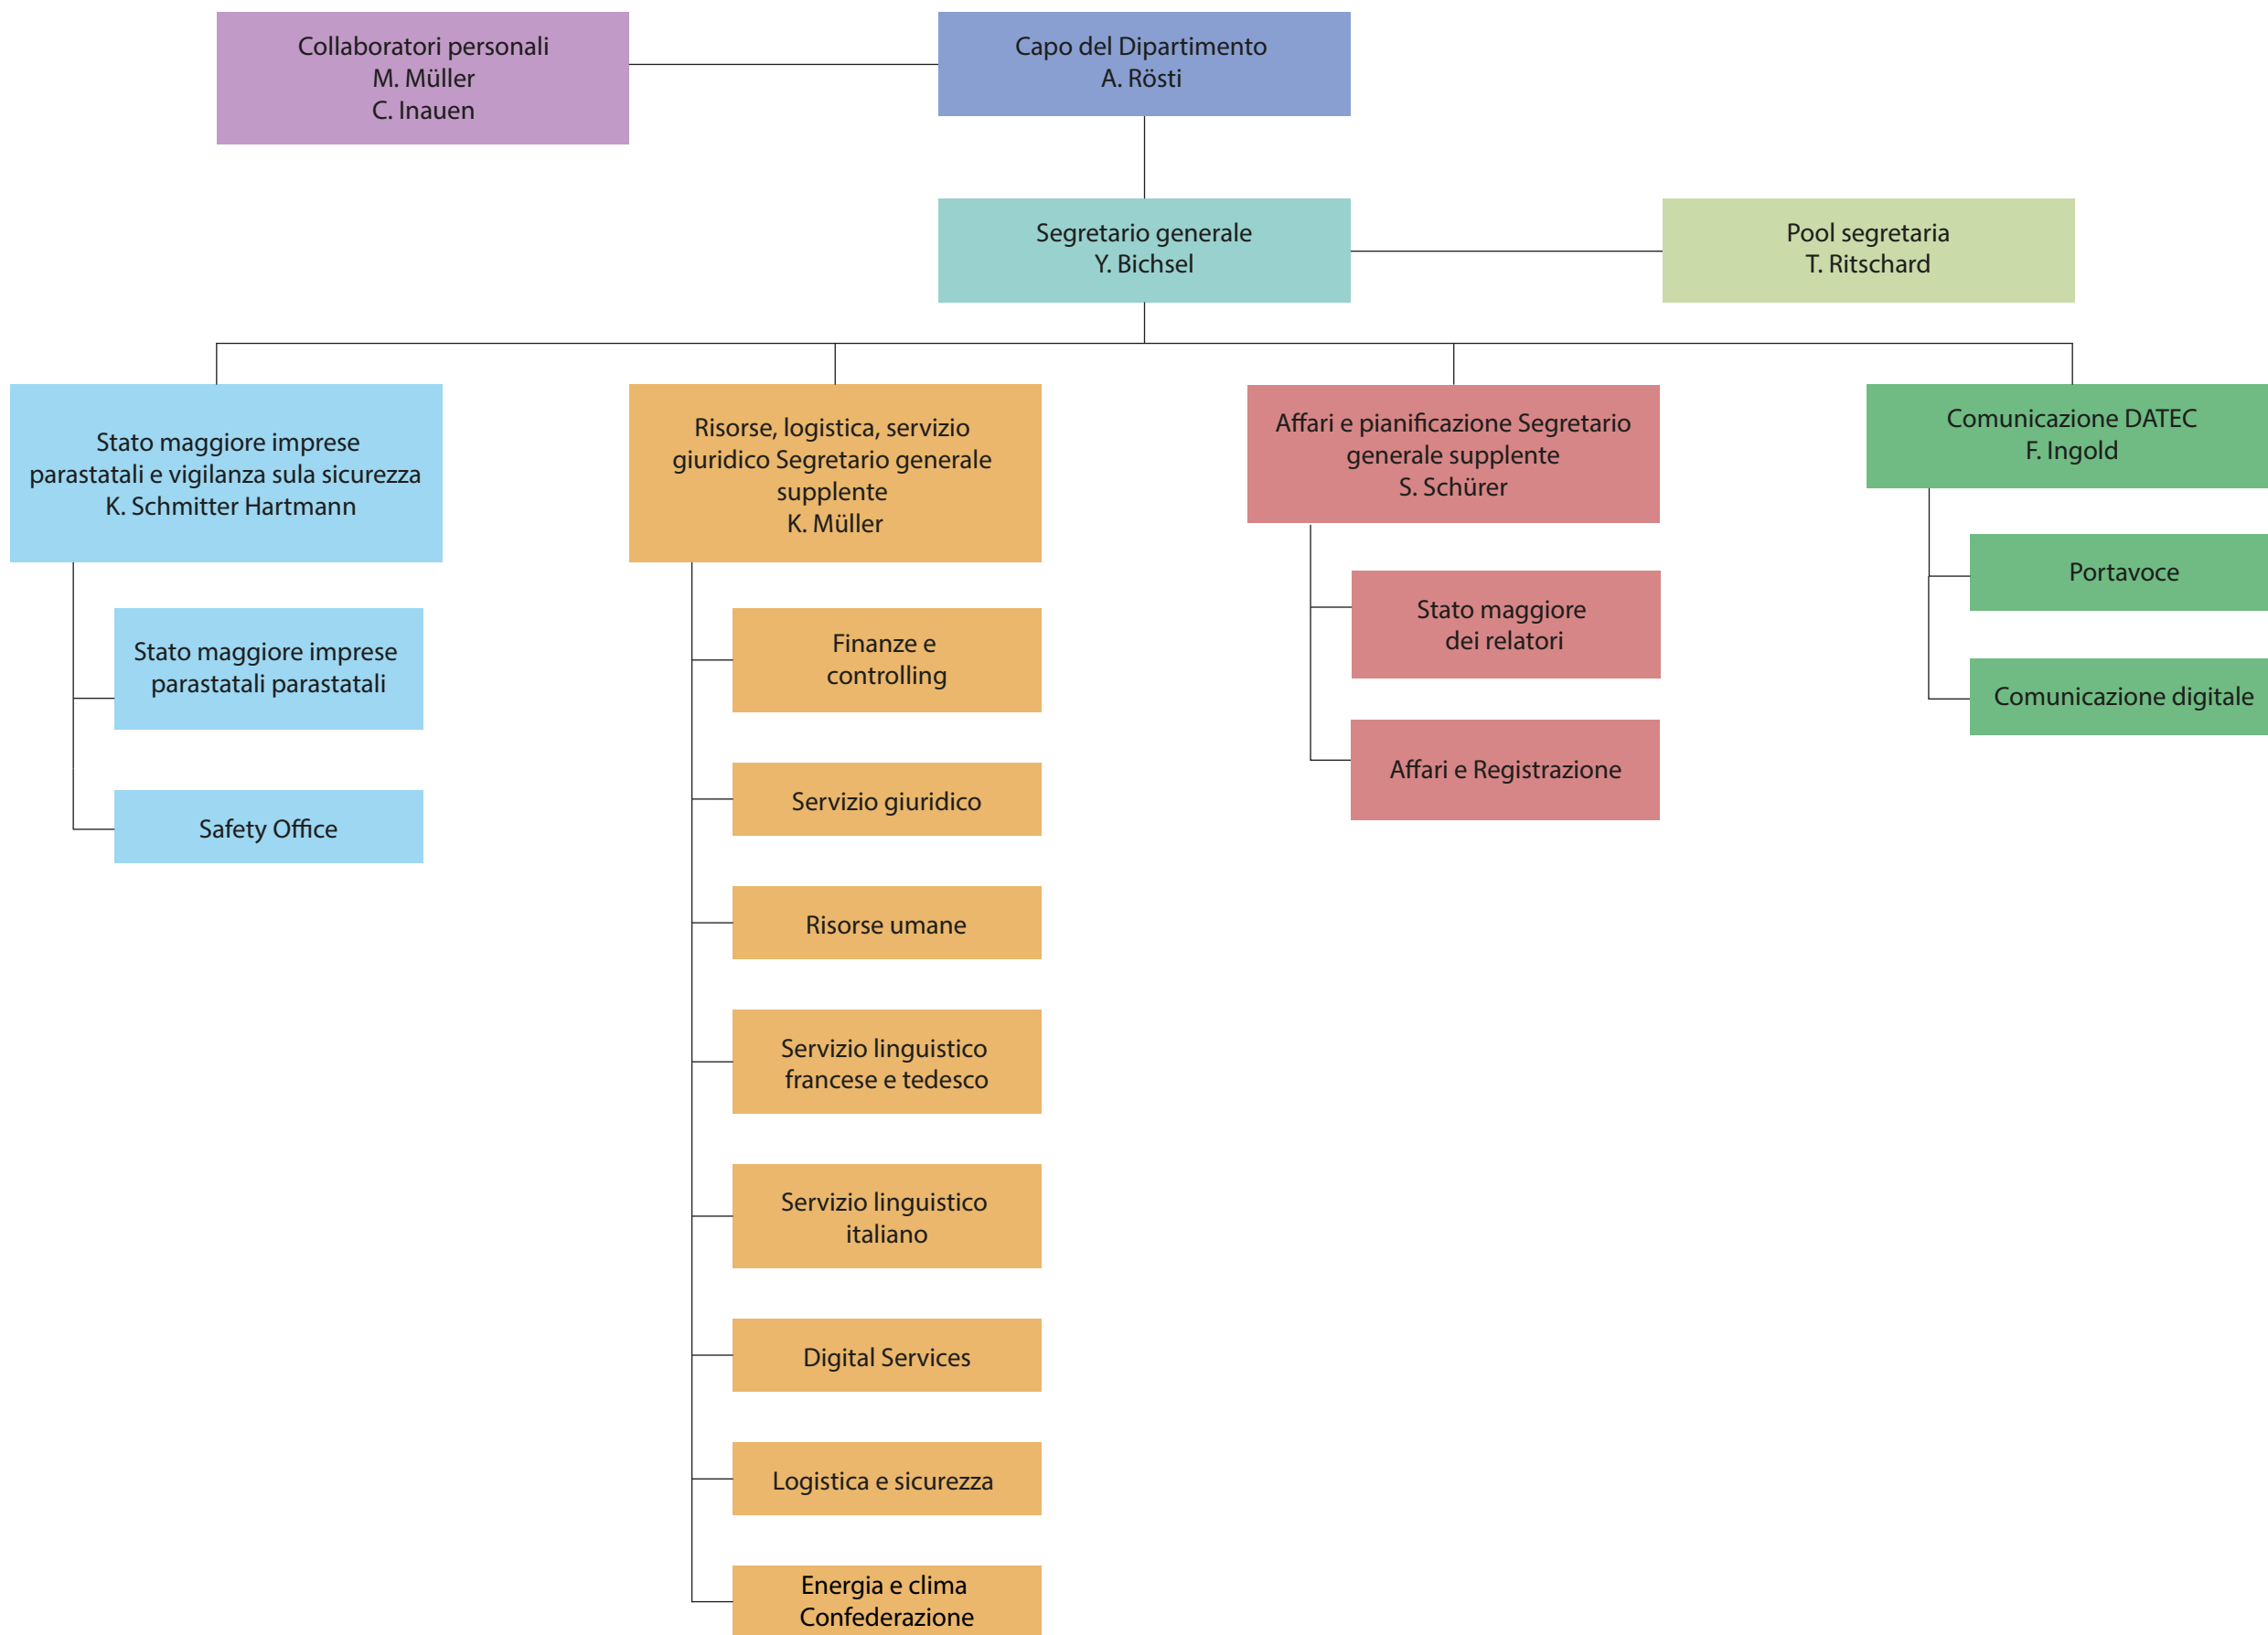 Collaboratori personali
M. Müller
C. Inauen
Capo del Dipartimento
A. Rösti
Segretario generale
Y. Bichsel
Pool segretaria
T. Ritschard
Stato maggiore imprese
parastatali e vigilanza sula sicurezza
K. Schmitter Hartmann
Stato maggiore imprese
parastatali parastatali
Safety Office
Risorse, logistica, servizio
giuridico Segretario generale
supplente
K. Müller
Finanze e
controlling
Servizio giuridico
Risorse umane
Servizio linguistico
francese e tedesco
Servizio linguistico
italiano
Digital Services
Logistica e sicurezza
Energia e clima
Confederazione
Affari e pianificazione Segretario
generale supplente
S. Schürer
Stato maggiore
dei relatori
Affari e Registrazione
Comunicazione DATEC
F. Ingold
Portavoce
Comunicazione digitale